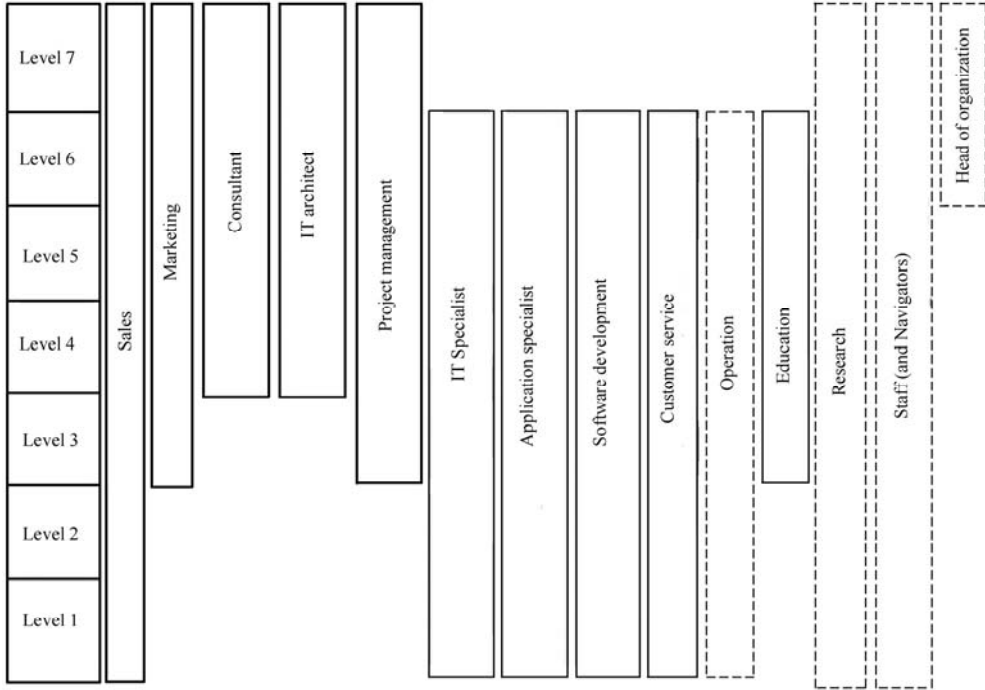 Level 7
Level 6
Level 5
Level 4
Level 3
Level 2
Level 1
Sales
Marketing
Consultant
IT architect
Project management
IT Specialist
Application specialist
Software development
Customer service
Operation
Education
Research
Staff (and Navigators)
Head of organization